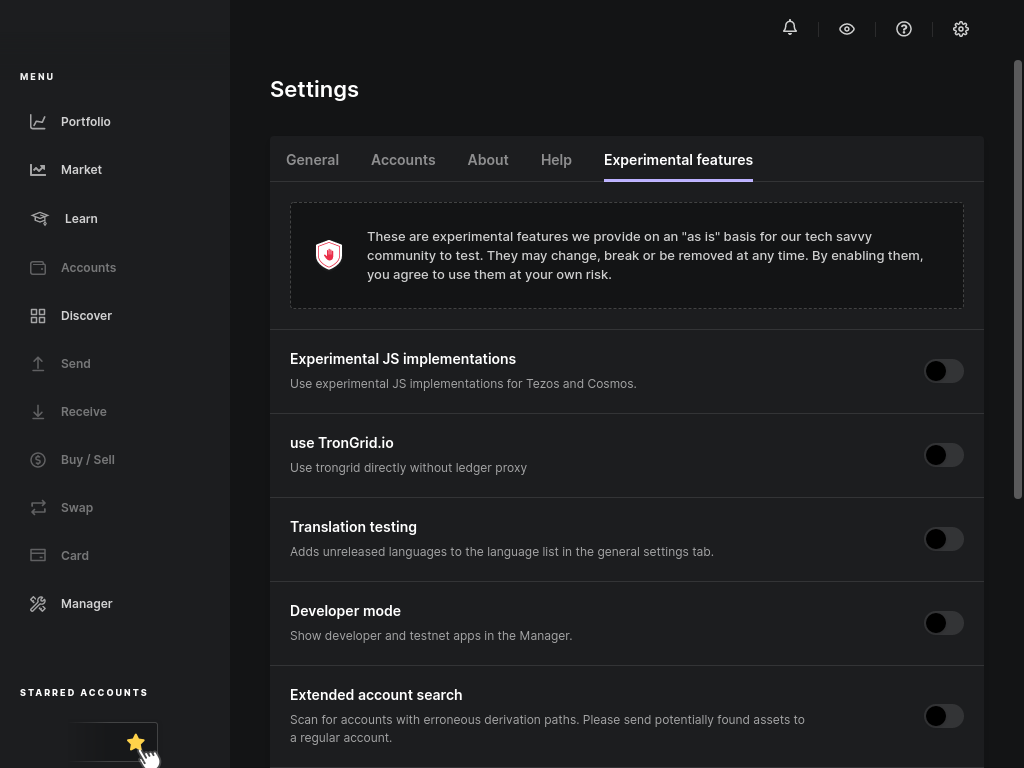 MENU
Portfolio
Market
Learn
Accounts
Discover
Send
Receive
Buy / Sell
Swap
Card
Manager
STARRED ACCOUNTS
Settings
General
Accounts
About
Help
Experimental features
These are experimental features we provide on an "as is" basis for our tech savvy
community to test. They may change, break or be removed at any time. By enabling them,
you agree to use them at your own risk.
Experimental JS implementations
Use experimental JS implementations for Tezos and Cosmos.
use TronGrid.io
Use trongrid directly without ledger proxy
Translation testing
Adds unreleased languages to the language list in the general settings tab.
Developer mode
Show developer and testnet apps in the Manager.
Extended account search
Scan for accounts with erroneous derivation paths. Please send potentially found assets to
a regular account.